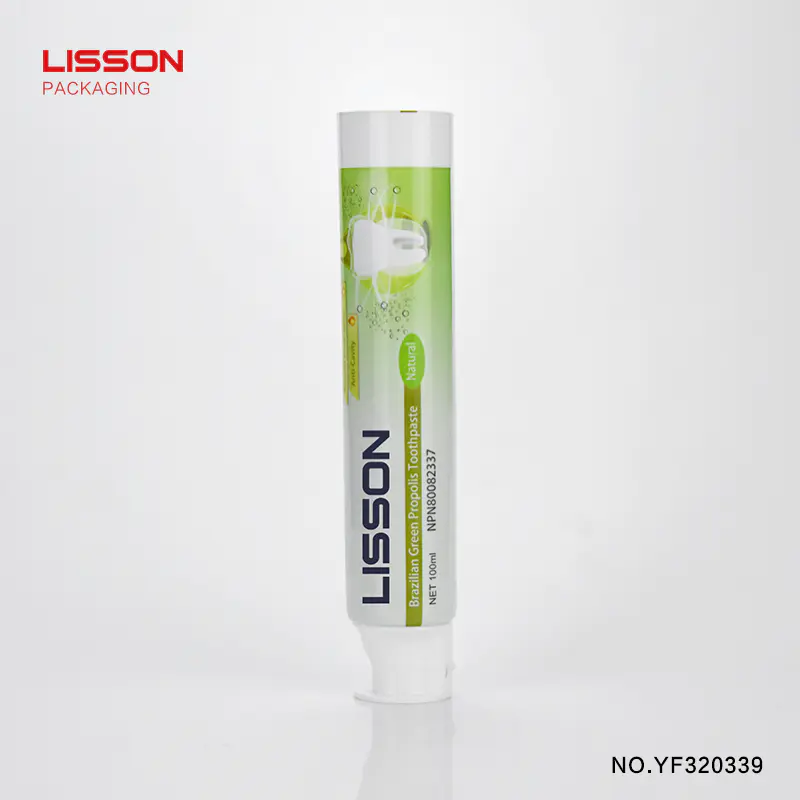 LISSON
PACKAGING
Anti-Cavity
Natural
LISSON
Brazilian Green Propolis Toothpaste
NET 100ml NPN80082337
NO.YF320339